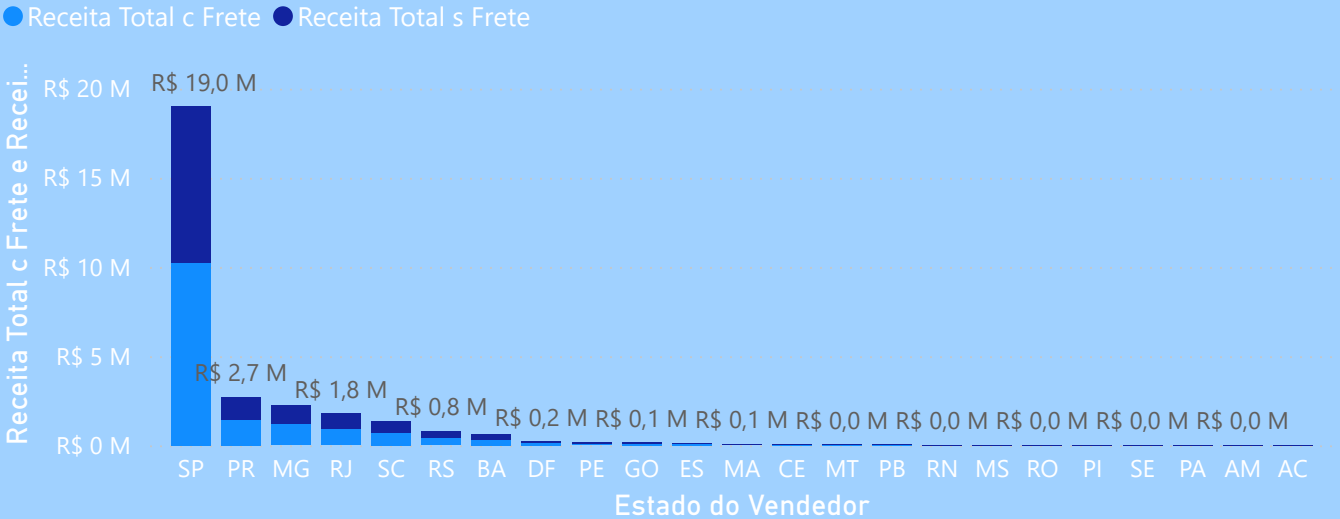 Receita Total c Frete Receita Total s Frete
Receita Total c Frete e Recei...
R$ 20 M
R$ 15 M
R$ 10 M
R$ 5 M
R$ 0 M
R$ 19,0 M
R$ 2,7 M
R$ 1,8 M
R$ 0,8 M
R$ 0,2 M
R$ 0,1 M
R$ 0,1 M
R$ 0,0 M
R$ 0,0 M
R$ 0,0 M
R$ 0,0 M
R$ 0,0 M
SP PR MG RJ SC RS BA DF PE GO ES MA CE MT PB RN MS RO PI SE PA AM AC
Estado do Vendedor